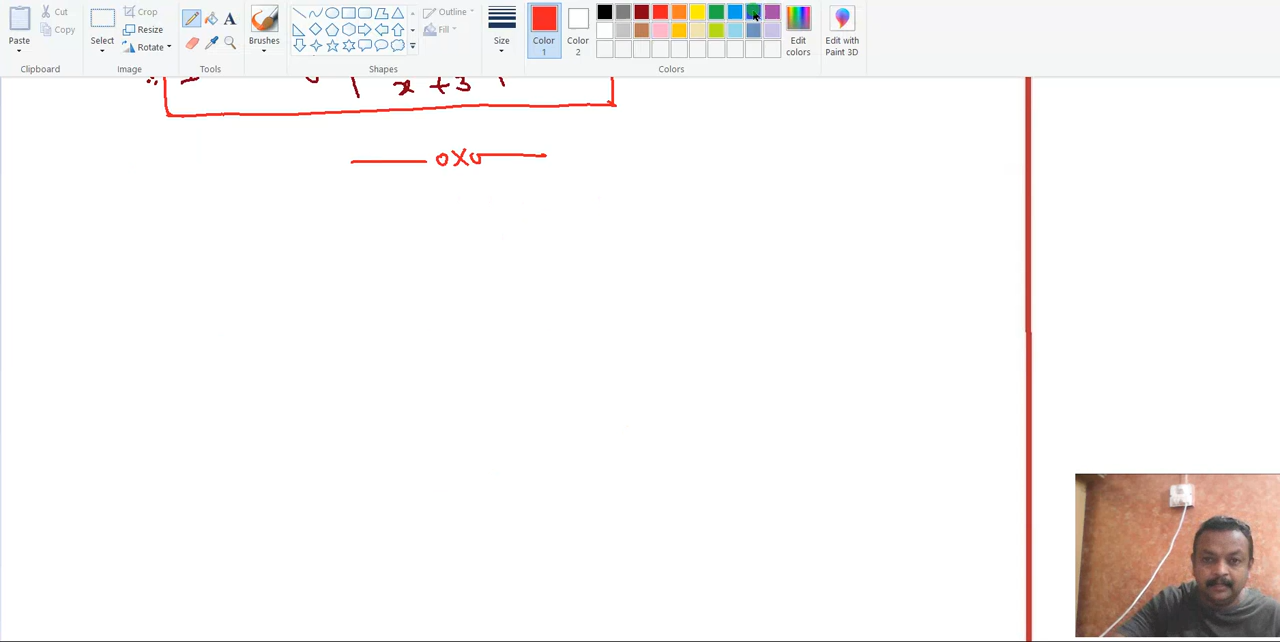 Cut
Copy
Paste
Clipboard
Select
Crop
Resize
Rotate
Image
Tools
Brushes
Shapes
Outline
Fill
Size
Color
1
Color
2
Colors
Edit
colors
Edit with
Paint 3D
x + 3
oXo